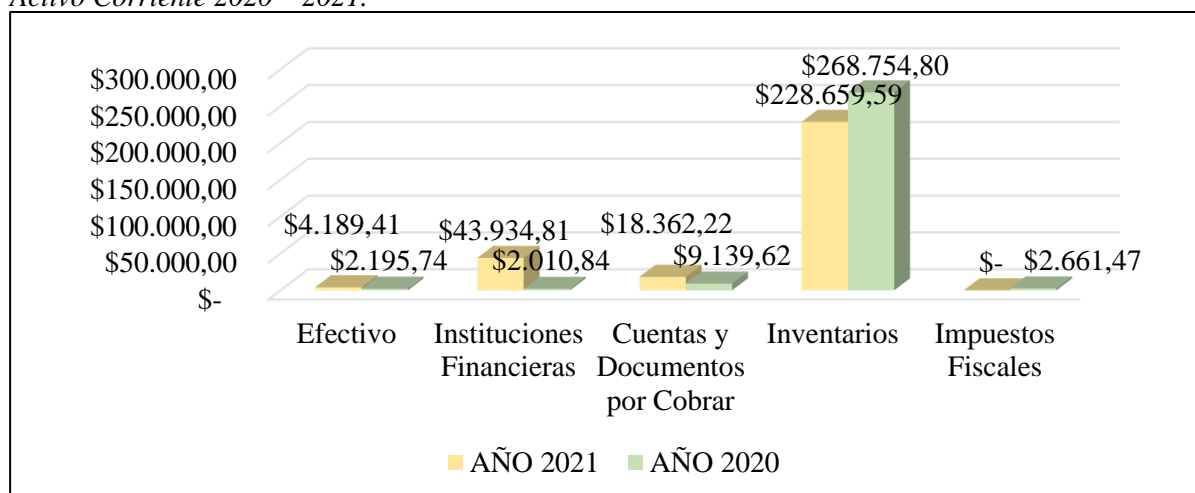 Activo Corriente 2020 – 2021.
$300.000,00
$250.000,00
$200.000,00
$150.000,00
$100.000,00
$50.000,00
$-
$4.189,41
$2.195,74
$43.934,81
$2.010,84
$18.362,22
$9.139,62
$228.659,59
$268.754,80
$-
$2.661,47
Efectivo
Instituciones
Financieras
Cuentas y
Documentos
por Cobrar
Inventarios
Impuestos
Fiscales
AÑO 2021
AÑO 2020